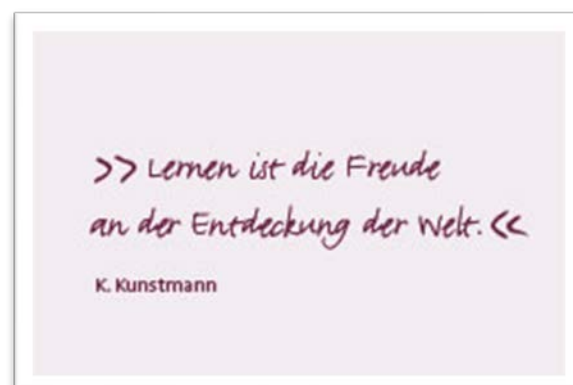 >> Lernen ist die Freude
an der Entdeckung der Welt. <<
K. Kunstmann